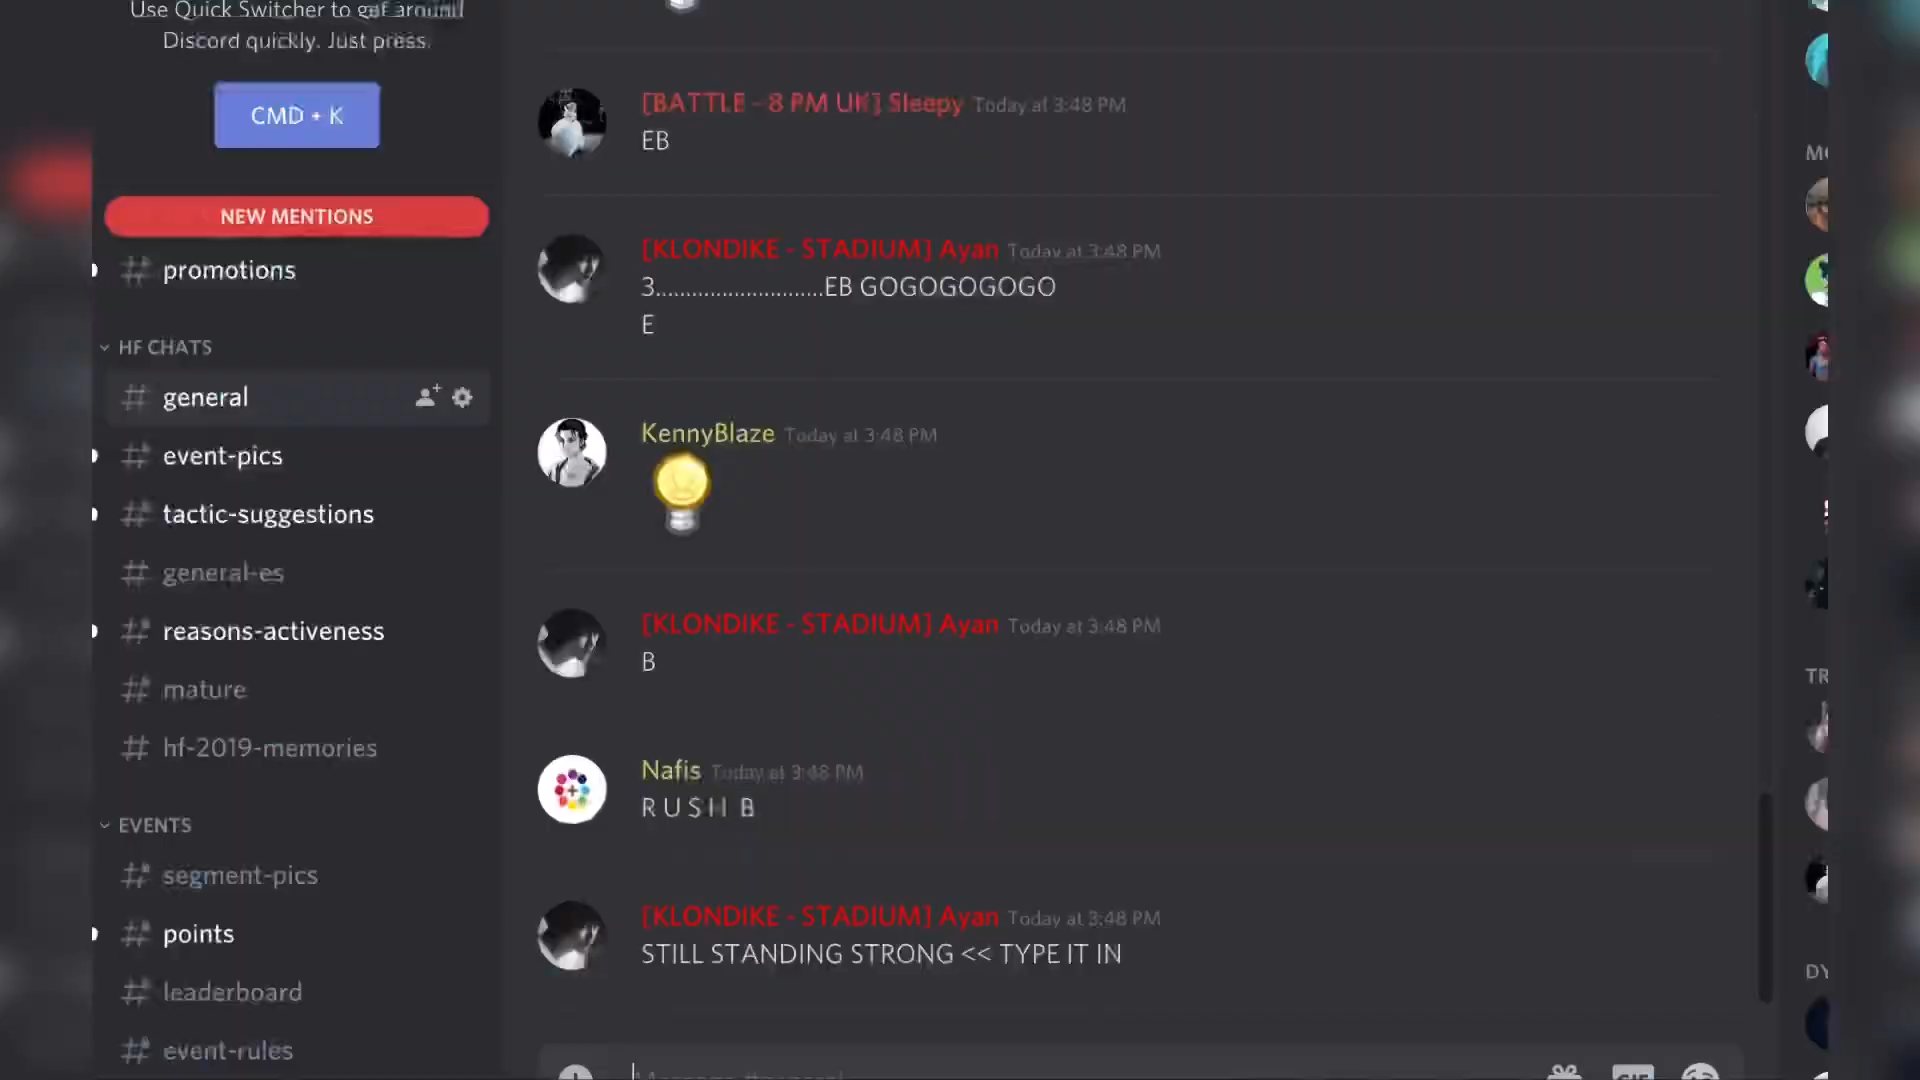 Use Quick Switcher to get around
Discord quickly. Just press.
CMD + K
NEW MENTIONS
promotions
HF CHATS
general
event-pics
tactic-suggestions
general-es
reasons-activeness
mature
hf-2019-memories
EVENTS
segment-pics
points
leaderboard
event-rules
[BATTLE - 8 PM UK] Sleepy Today at 3:48 PM
EB
[KLONDIKE - STADIUM] Ayan Today at 3:48 PM
3............................EB GOGOGOGOGO
E
KennyBlaze Today at 3:48 PM
[KLONDIKE - STADIUM] Ayan Today at 3:48 PM
B
Nafis Today at 3:48 PM
R U S H B
[KLONDIKE - STADIUM] Ayan Today at 3:48 PM
STILL STANDING STRONG << TYPE IT IN
GIF
TR
DY